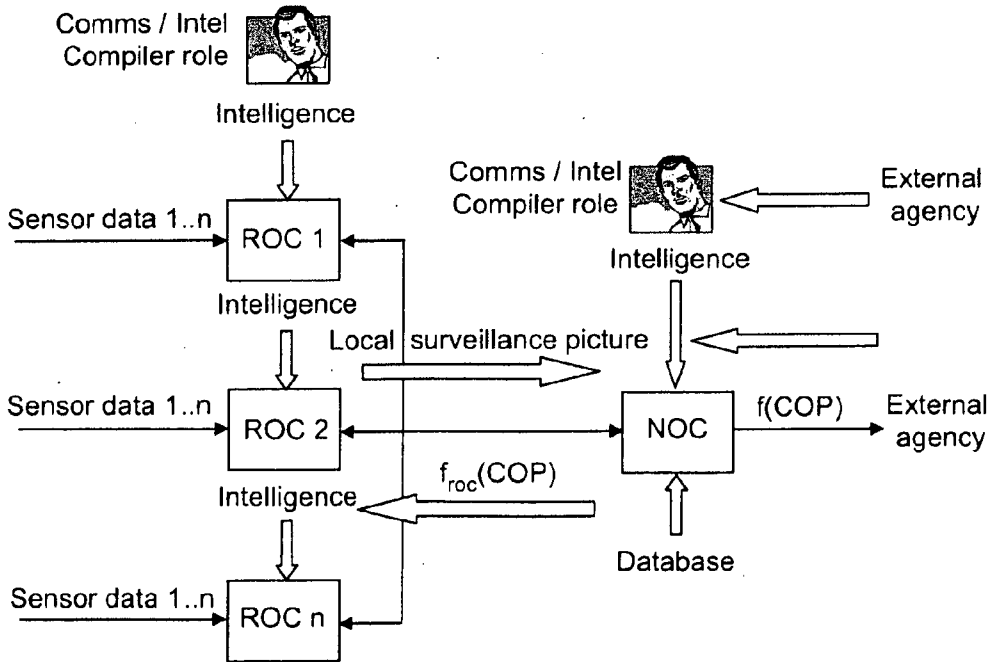 Comms / Intel
Compiler role
Intelligence
Comms / Intel
Compiler role
External
agency
Sensor data 1..n
ROC 1
Intelligence
Intelligence
Local surveillance picture
Sensor data 1..n
ROC 2
NOC
f(COP)
External
agency
Intelligence
froc(COP)
Database
Sensor data 1..n
ROC n